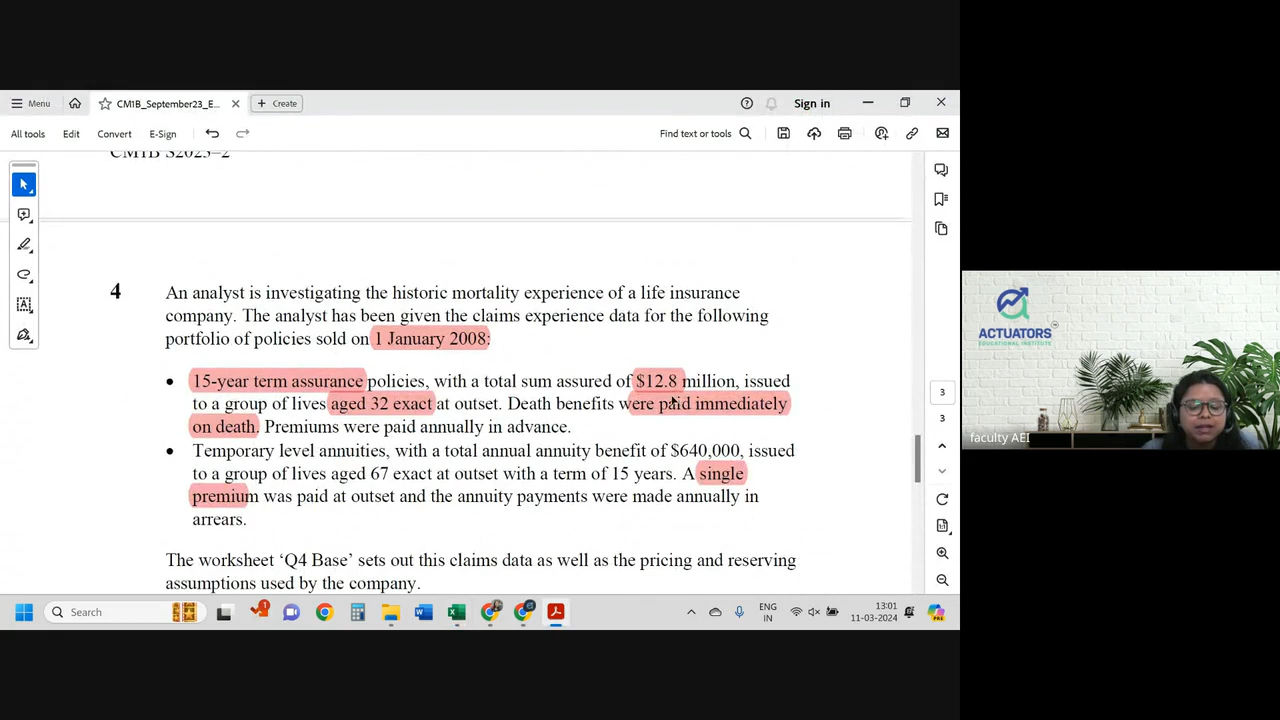 Menu
CM1B_September23_E...
Create
Sign in
All tools
Edit
Convert
E-Sign
Find text or tools
CM1B S2023–2
4
An analyst is investigating the historic mortality experience of a life insurance
company. The analyst has been given the claims experience data for the following
portfolio of policies sold on 1 January 2008:
• 15-year term assurance policies, with a total sum assured of $12.8 million, issued
to a group of lives aged 32 exact at outset. Death benefits were paid immediately
on death. Premiums were paid annually in advance.
• Temporary level annuities, with a total annual annuity benefit of $640,000, issued
to a group of lives aged 67 exact at outset with a term of 15 years. A single
premium was paid at outset and the annuity payments were made annually in
arrears.
The worksheet ‘Q4 Base’ sets out this claims data as well as the pricing and reserving
assumptions used by the company.
3
3
Search
ENG
IN
13:01
11-03-2024
ACTUATORS
TM
EDUCATIONAL INSTITUTE
faculty AEI